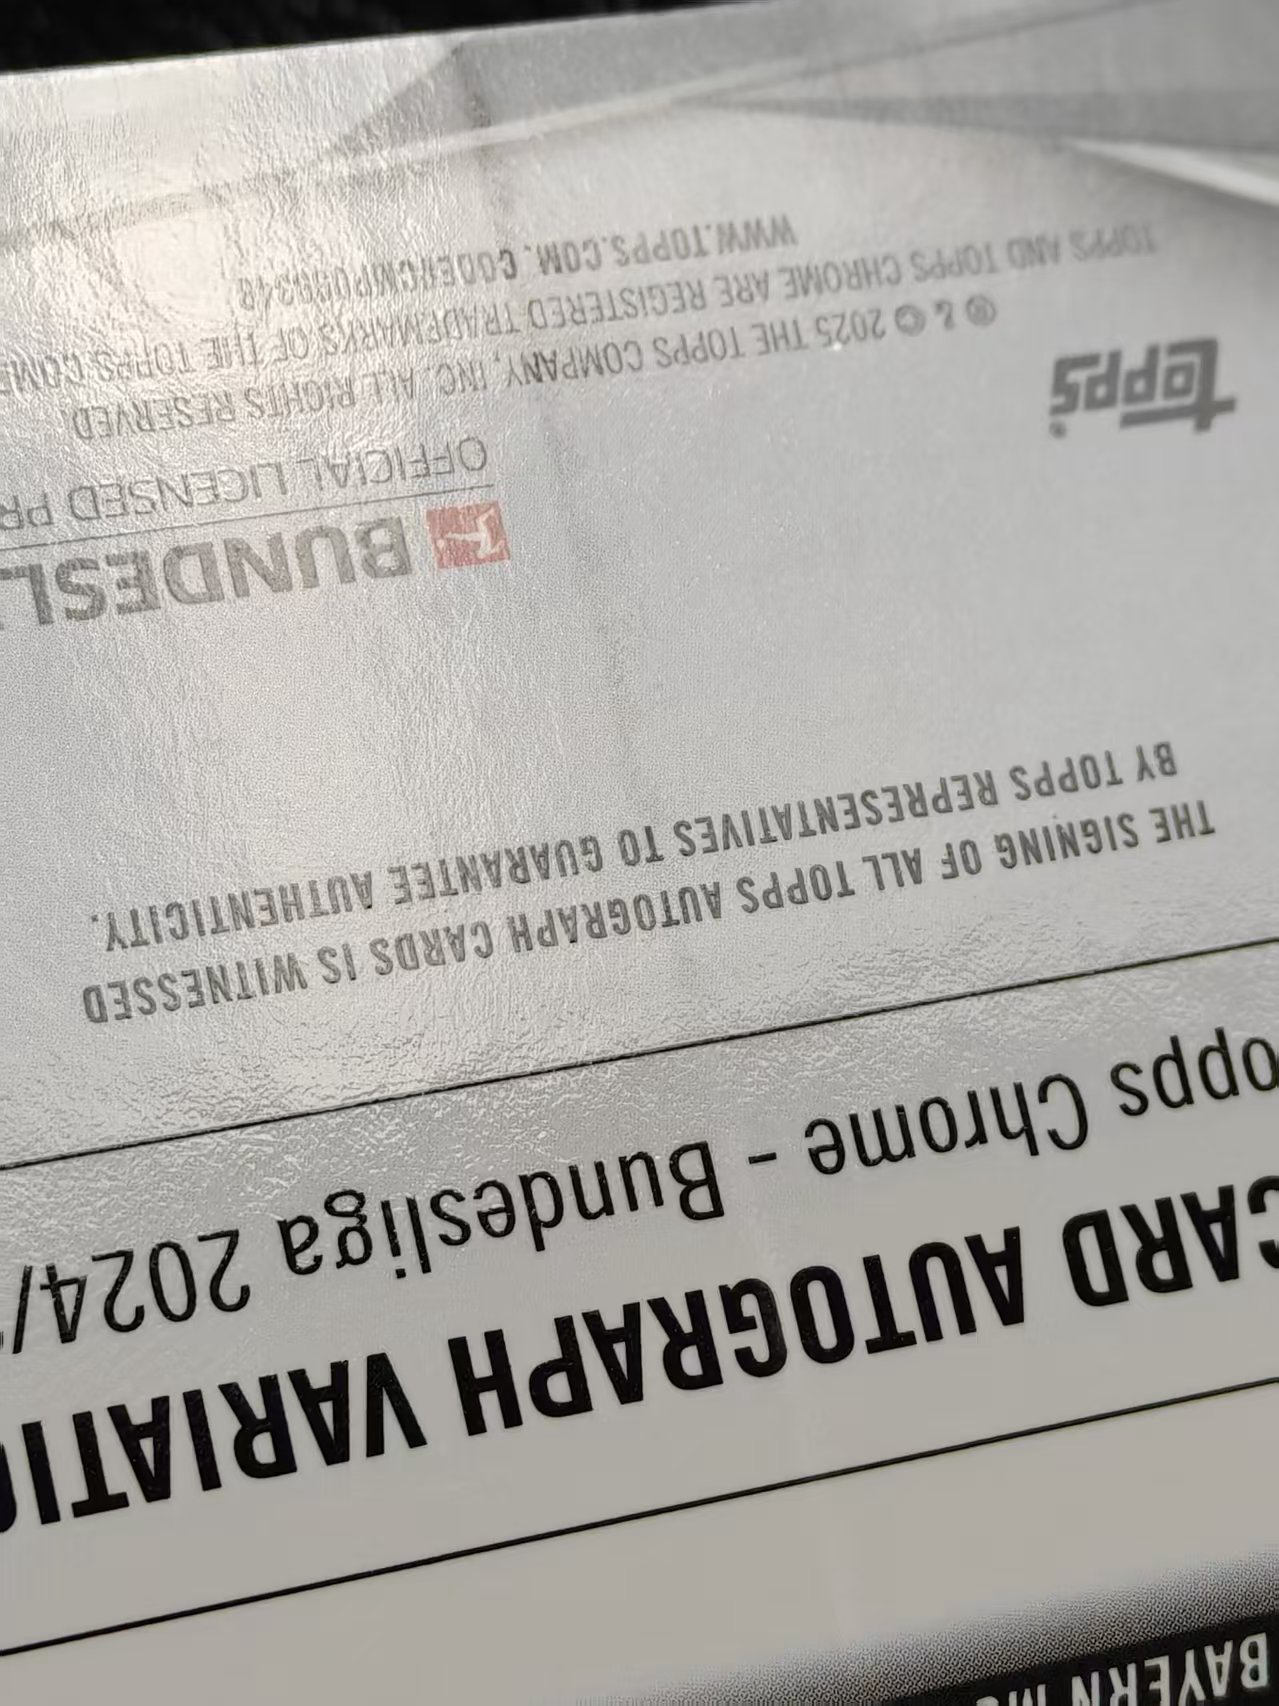 BAYERN
CARD AUTOGRAPH VARIATIO
opps Chrome - Bundesliga 2024/
THE SIGNING OF ALL TOPPS AUTOGRAPH CARDS IS WITNESSED
BY TOPPS REPRESENTATIVES TO GUARANTEE AUTHENTICITY.
BUNDESL
OFFICIAL LICENSED PR
topps
® & © 2025 THE TOPPS COMPANY, INC. ALL RIGHTS RESERVED.
TOPPS AND TOPPS CHROME ARE REGISTERED TRADEMARKS OF THE TOPPS COMP
WWW.TOPPS.COM.